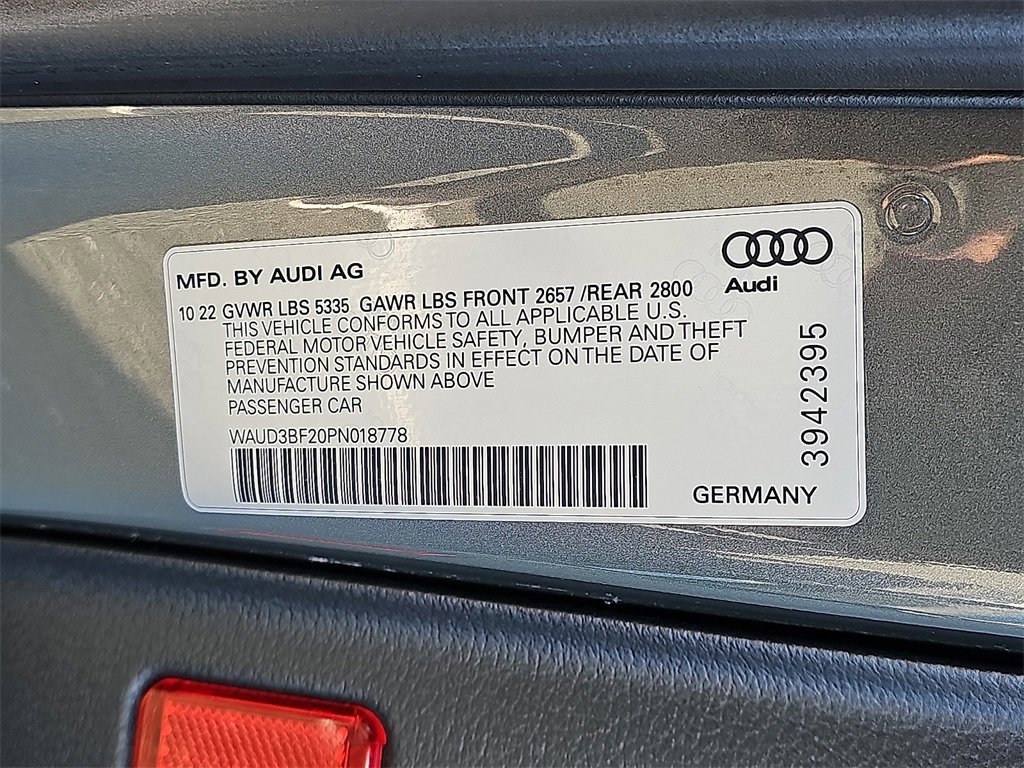 MFD. BY AUDI AG
Audi
10 22 GVWR LBS 5335 GAWR LBS FRONT 2657 /REAR 2800
THIS VEHICLE CONFORMS TO ALL APPLICABLE U.S.
FEDERAL MOTOR VEHICLE SAFETY, BUMPER AND THEFT
PREVENTION STANDARDS IN EFFECT ON THE DATE OF
MANUFACTURE SHOWN ABOVE
PASSENGER CAR
WAUD3BF20PN018778
GERMANY
39423395